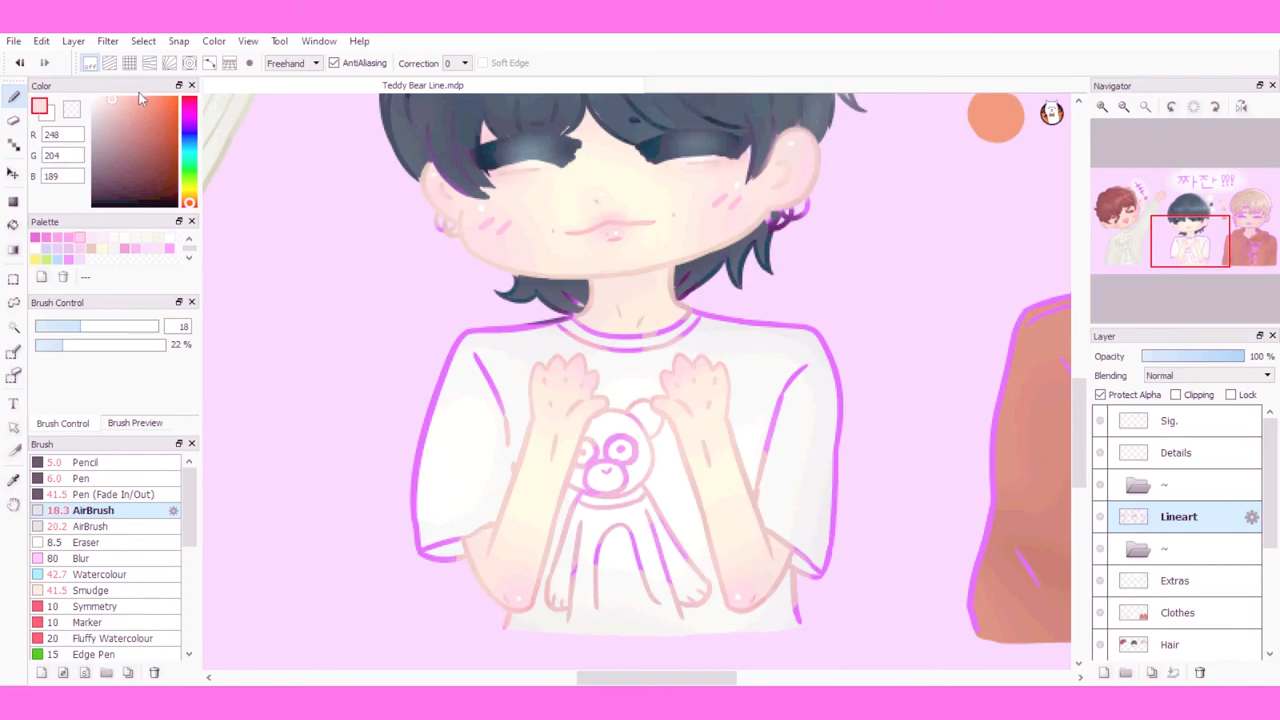 File Edit Layer Filter Select Snap Color View Tool Window Help
off Freehand AntiAliasing Correction 0 Soft Edge
Color
R 248
G 204
B 189
Palette
---
Brush Control
18
22 %
Brush Control Brush Preview
Brush
5.0 Pencil
6.0 Pen
41.5 Pen (Fade In/Out)
18.3 AirBrush
20.2 AirBrush
8.5 Eraser
80 Blur
42.7 Watercolour
41.5 Smudge
10 Symmetry
10 Marker
20 Fluffy Watercolour
15 Edge Pen
Teddy Bear Line.mdp
Navigator
짜잔 !!!
Layer
Opacity 100 %
Blending Normal
Protect Alpha Clipping Lock
Sig.
Details
~
Lineart
~
Extras
Clothes
Hair